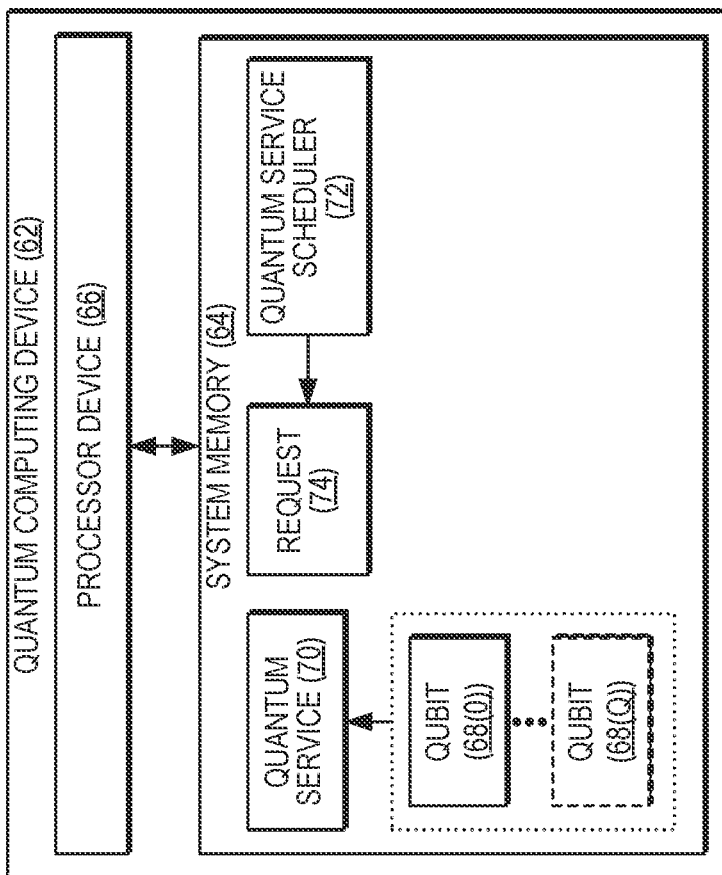 QUANTUM COMPUTING DEVICE (62)
PROCESSOR DEVICE (66)
SYSTEM MEMORY (64)
QUANTUM
SERVICE (70)
REQUEST
(74)
QUANTUM SERVICE
SCHEDULER
(72)
QUBIT
(68(0))
QUBIT
(68(Q))